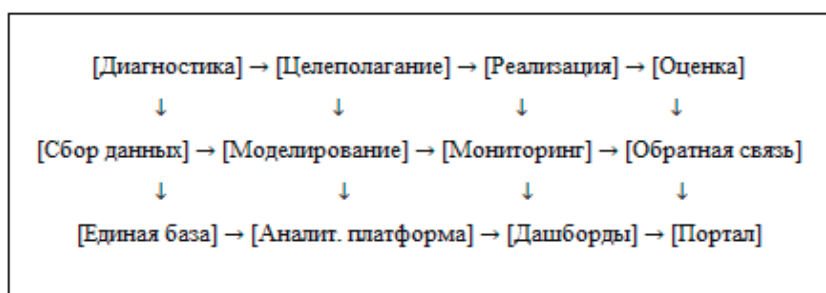 [Диагностика] → [Целеполагание] → [Реализация] → [Оценка]
↓ ↓ ↓ ↓
[Сбор данных] → [Моделирование] → [Мониторинг] → [Обратная связь]
↓ ↓ ↓ ↓
[Единая база] → [Аналит. платформа] → [Дашборды] → [Портал]